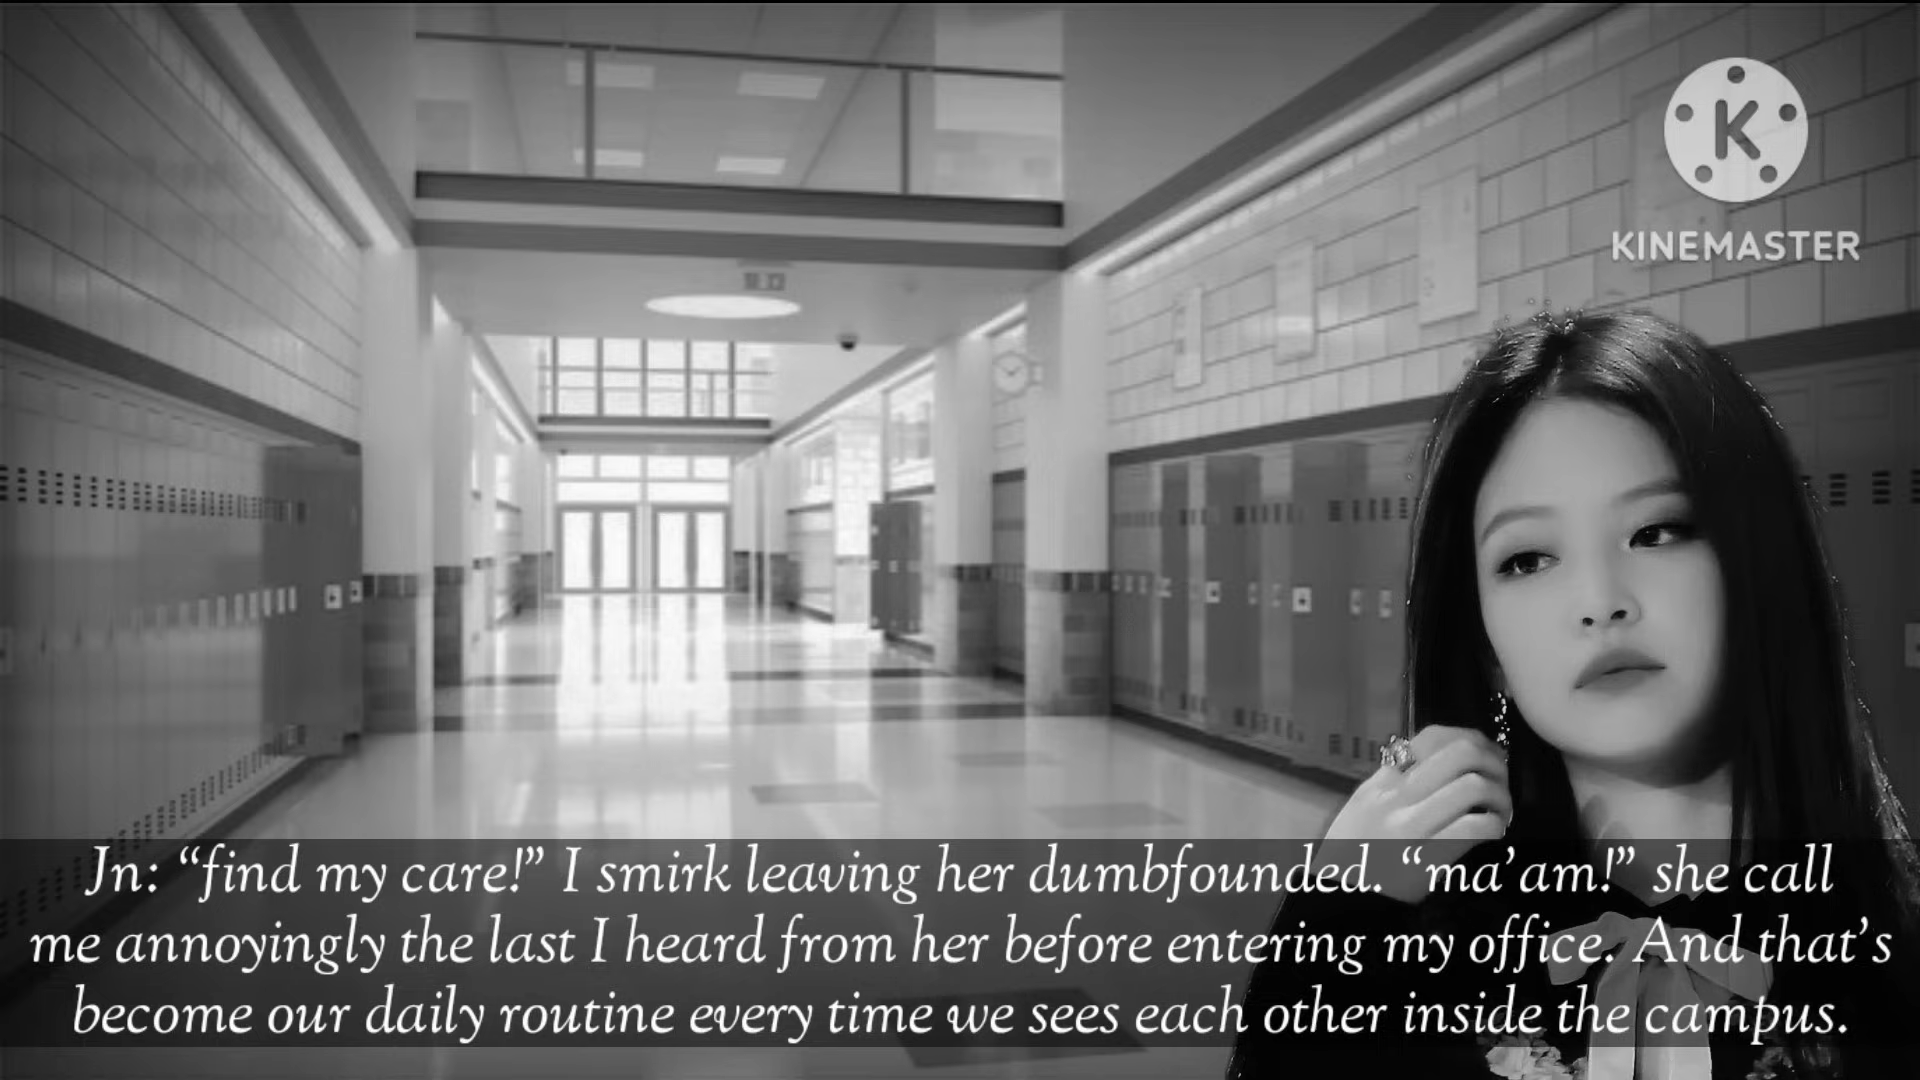 KINEMASTER
Jn: “find my care!” I smirk leaving her dumbfounded. “ma’am!” she call
me annoyingly the last I heard from her before entering my office. And that’s
become our daily routine every time we sees each other inside the campus.